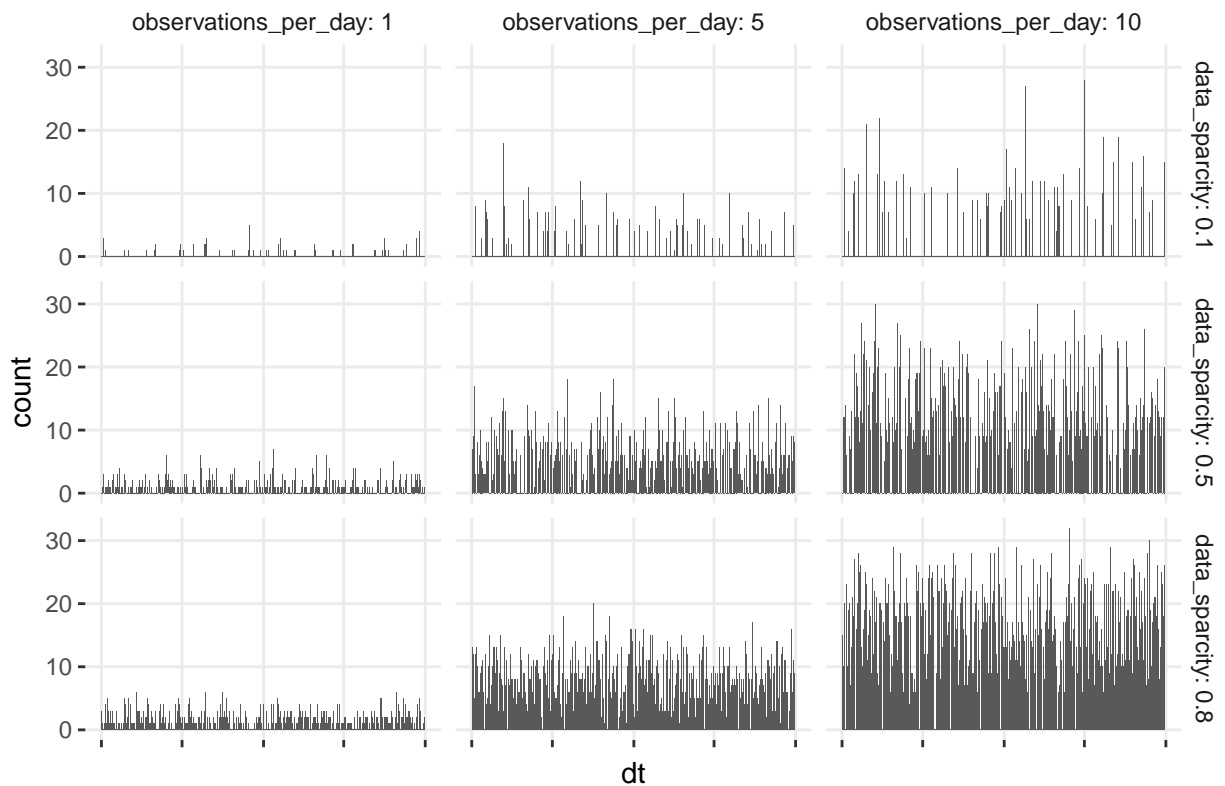 observations_per_day: 1
observations_per_day: 5
observations_per_day: 10
30
20
10
0
data_sparcity: 0.1
30
20
10
0
data_sparcity: 0.5
30
20
10
0
data_sparcity: 0.8
count
dt